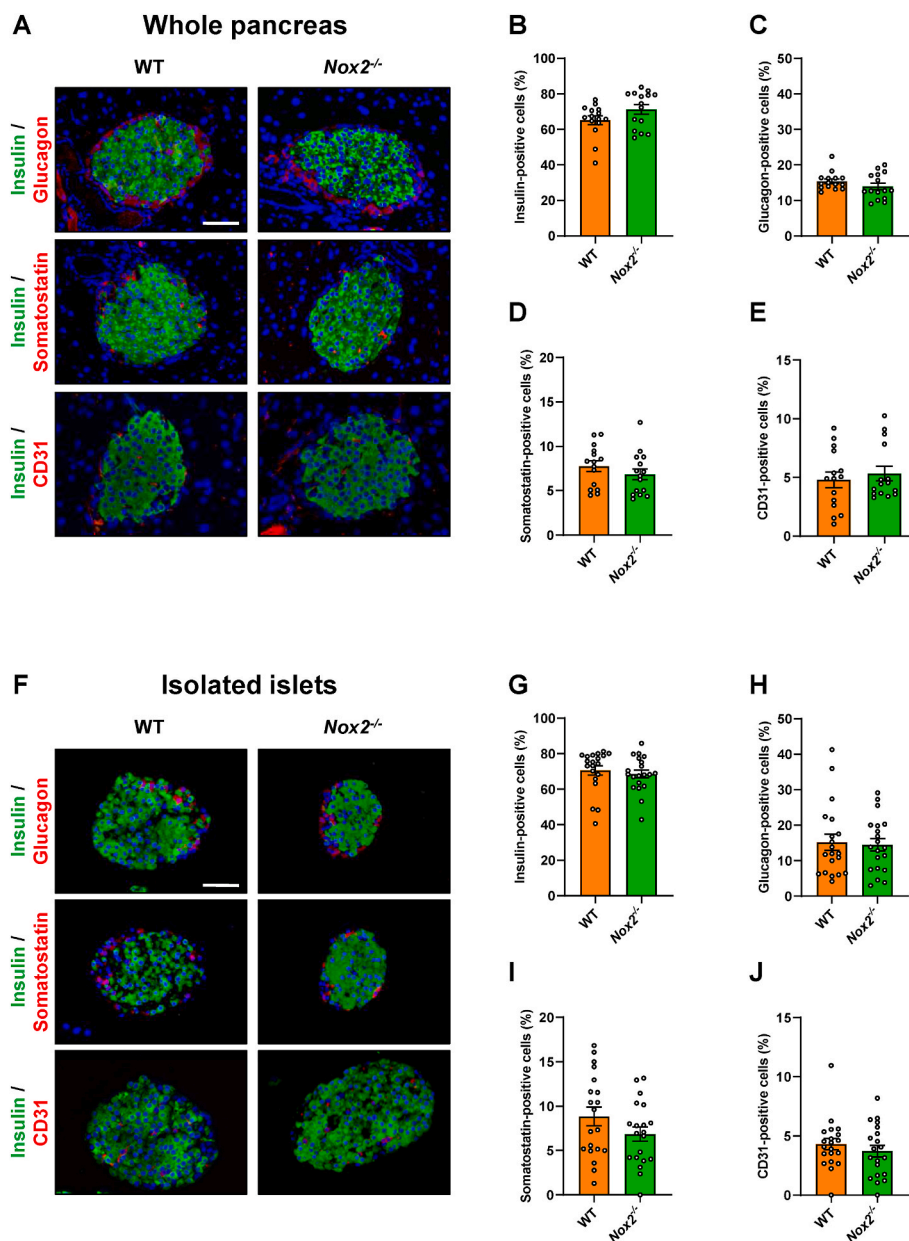 A
Whole pancreas
WT
Nox2-/-
Insulin /
Glucagon
Insulin /
Somatostatin
Insulin /
CD31
B
Insulin-positive cells (%)
100
80
60
40
20
0
WT
Nox2-/-
C
Glucagon-positive cells (%)
50
40
30
20
10
0
WT
Nox2-/-
D
Somatostatin-positive cells (%)
20
15
10
5
0
WT
Nox2-/-
E
CD31-positive cells (%)
15
10
5
0
WT
Nox2-/-
F
Isolated islets
WT
Nox2-/-
Insulin /
Glucagon
Insulin /
Somatostatin
Insulin /
CD31
G
Insulin-positive cells (%)
100
80
60
40
20
0
WT
Nox2-/-
H
Glucagon-positive cells (%)
50
40
30
20
10
0
WT
Nox2-/-
I
Somatostatin-positive cells (%)
20
15
10
5
0
WT
Nox2-/-
J
CD31-positive cells (%)
15
10
5
0
WT
Nox2-/-